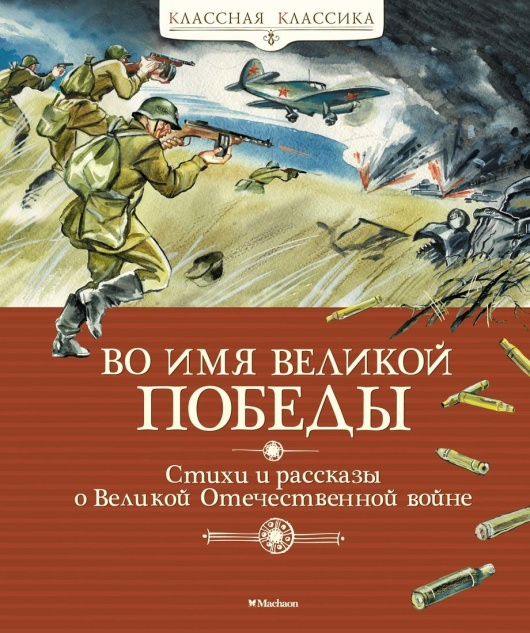 Классная Классика
ВО ИМЯ ВЕЛИКОЙ
ПОБЕДЫ
Стихи и рассказы
о Великой Отечественной войне
Machaon